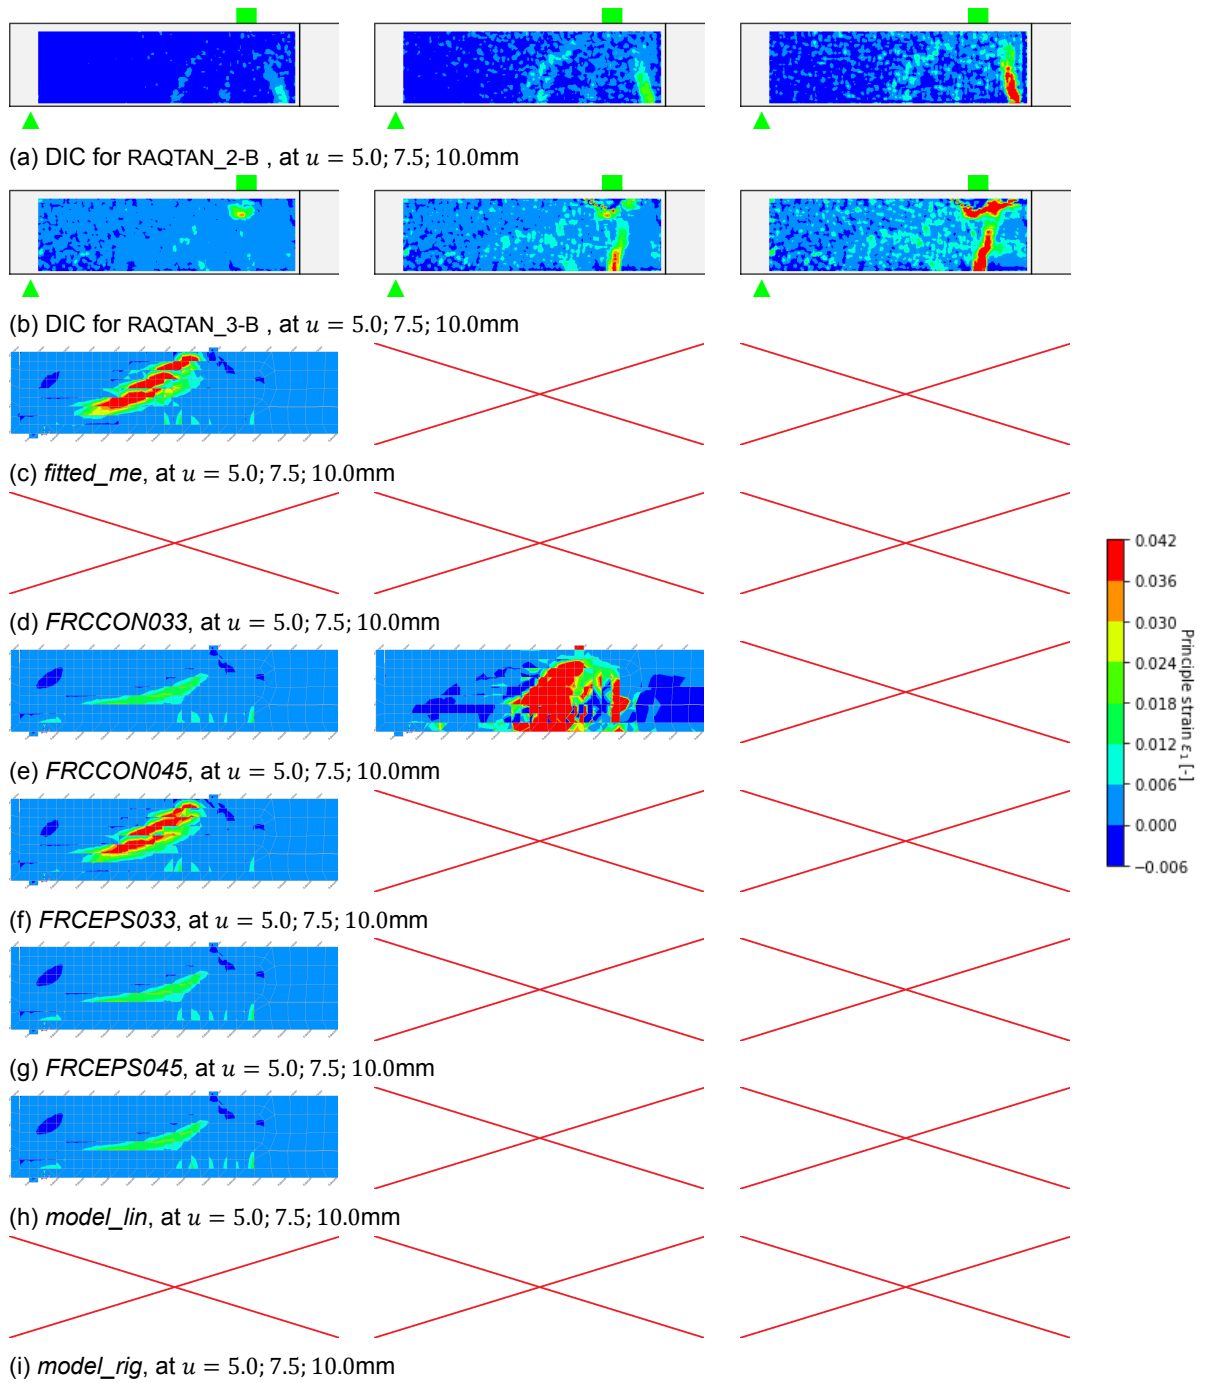 (a) DIC for RAQTAN_2-B , at u = 5.0; 7.5; 10.0mm
(b) DIC for RAQTAN_3-B , at u = 5.0; 7.5; 10.0mm
(c) fitted_me, at u = 5.0; 7.5; 10.0mm
(d) FRCCON033, at u = 5.0; 7.5; 10.0mm
(e) FRCCON045, at u = 5.0; 7.5; 10.0mm
(f) FRCEPS033, at u = 5.0; 7.5; 10.0mm
(g) FRCEPS045, at u = 5.0; 7.5; 10.0mm
(h) model_lin, at u = 5.0; 7.5; 10.0mm
(i) model_rig, at u = 5.0; 7.5; 10.0mm
0.042
0.036
0.030
0.024
0.018
0.012
0.006
0.000
−0.006
Principle strain ε₁ [-]